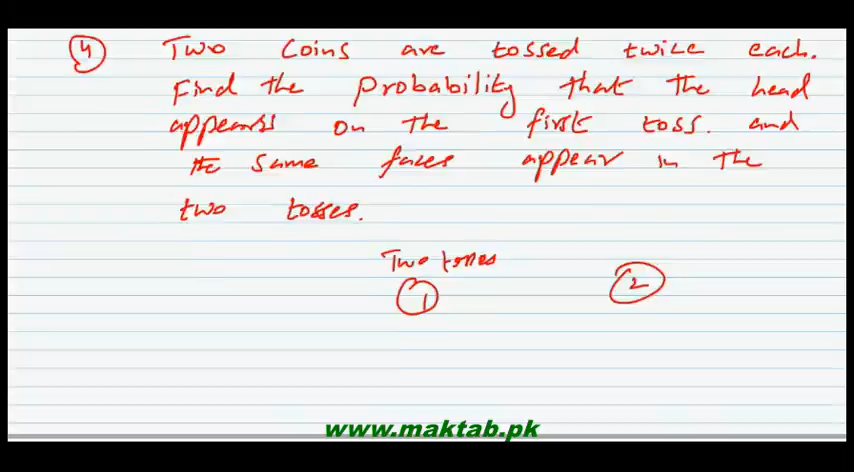 4 Two Coins are tossed twice each.
Find the Probability that the head
appears on the first toss. and
the same faces appear in the
two tosses.
Two tosses
1 2
www.maktab.pk